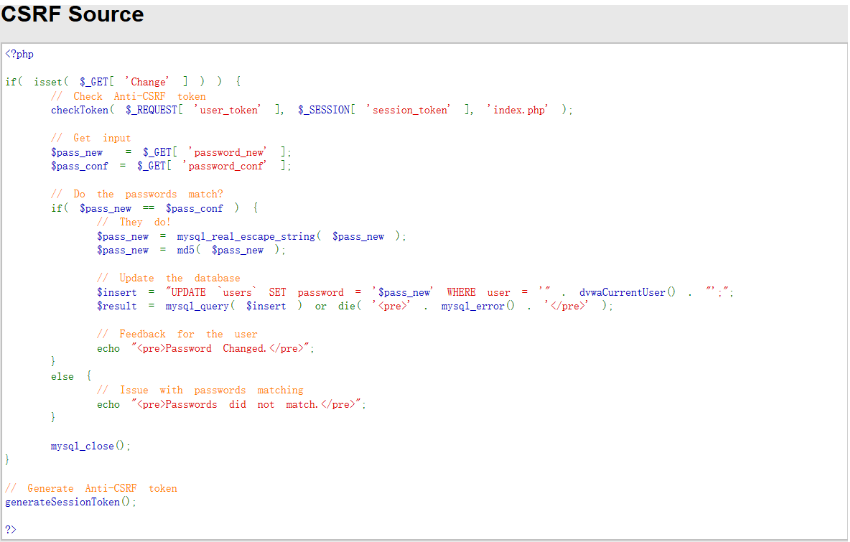 CSRF Source
<?php
if( isset( $_GET[ 'Change' ] ) ) {
// Check Anti-CSRF token
checkToken( $_REQUEST[ 'user_token' ], $_SESSION[ 'session_token' ], 'index.php' );
// Get input
$pass_new = $_GET[ 'password_new' ];
$pass_conf = $_GET[ 'password_conf' ];
// Do the passwords match?
if( $pass_new == $pass_conf ) {
// They do!
$pass_new = mysql_real_escape_string( $pass_new );
$pass_new = md5( $pass_new );
// Update the database
$insert = "UPDATE `users` SET password = '$pass_new' WHERE user = '" . dvwaCurrentUser() . "';";
$result = mysql_query( $insert ) or die( '<pre>' . mysql_error() . '</pre>' );
// Feedback for the user
echo "<pre>Password Changed.</pre>";
}
else {
// Issue with passwords matching
echo "<pre>Passwords did not match.</pre>";
}
mysql_close();
}
// Generate Anti-CSRF token
generateSessionToken();
?>